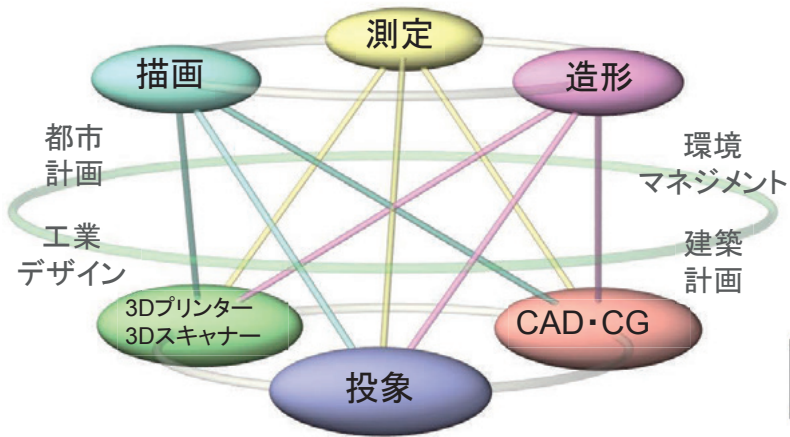 測定
描画
造形
都市
計画
環境
マネジメント
工業
デザイン
建築
計画
3Dプリンター
3Dスキャナー
CAD・CG
投象